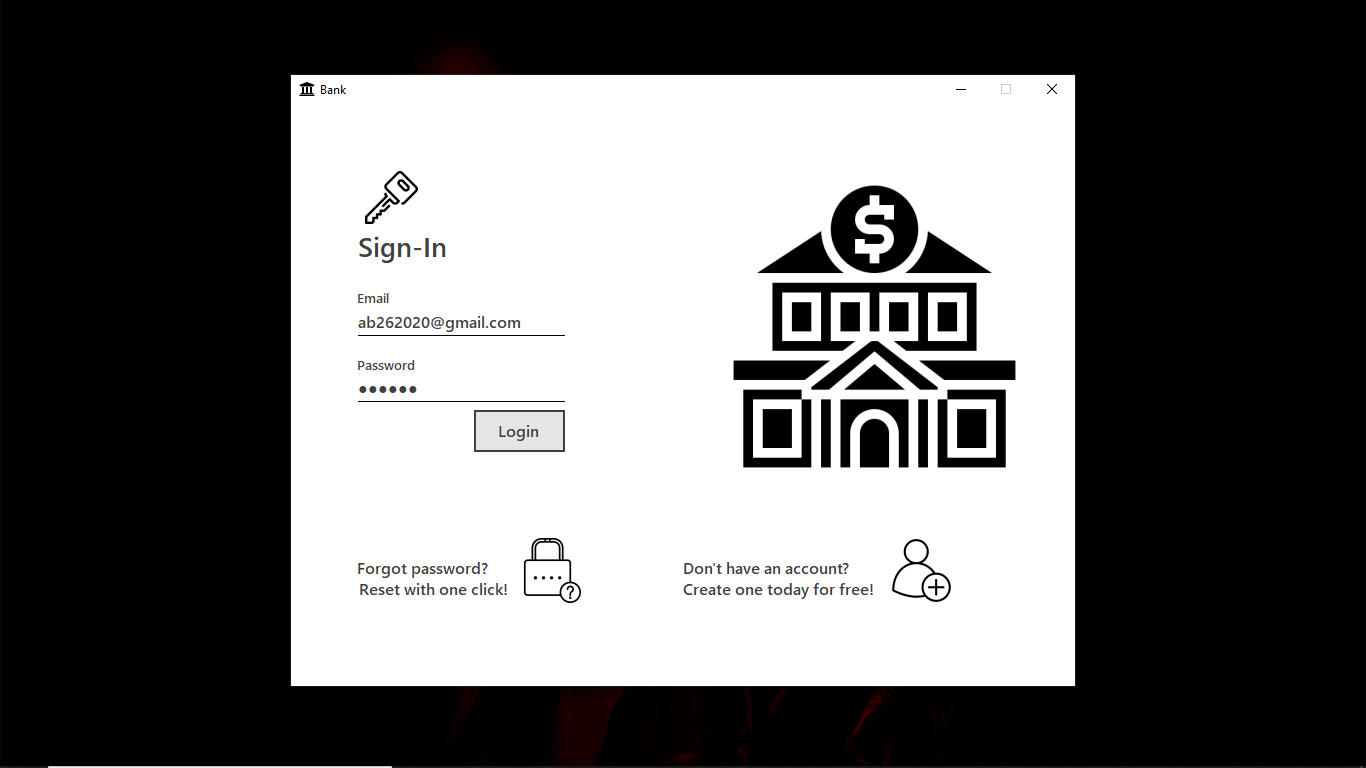 Bank
Sign-In
Email
ab262020@gmail.com
Password
●●●●●●
Login
Forgot password?
Reset with one click!
Don't have an account?
Create one today for free!